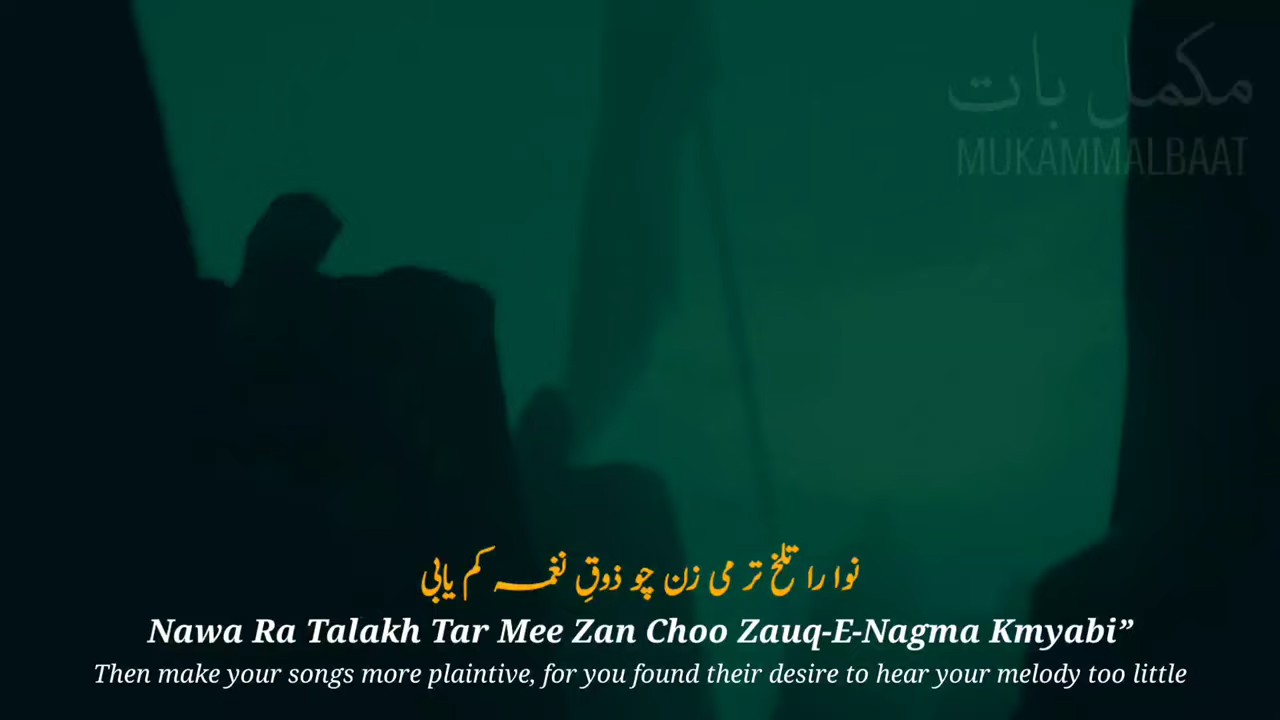 مکمل بات
MUKAMMALBAAT
نوا را تلخ تر می زن چو ذوقِ نغمہ کم یابی
Nawa Ra Talakh Tar Mee Zan Choo Zauq-E-Nagma Kmyabi”
Then make your songs more plaintive, for you found their desire to hear your melody too little